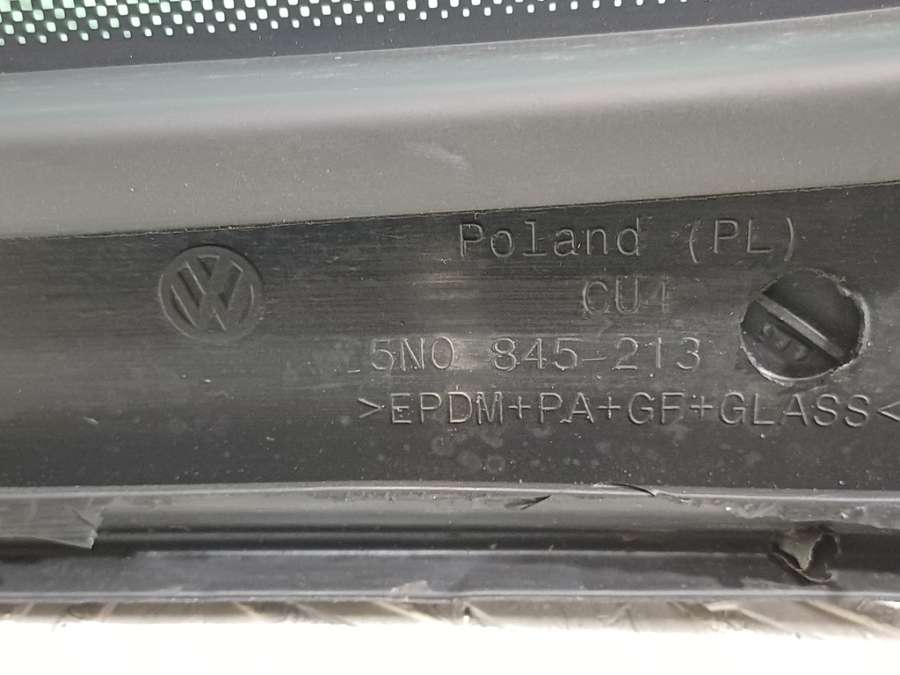 Poland (PL)
CU4
5N0 845-213
>EPDM+PA+GF+GLASS<